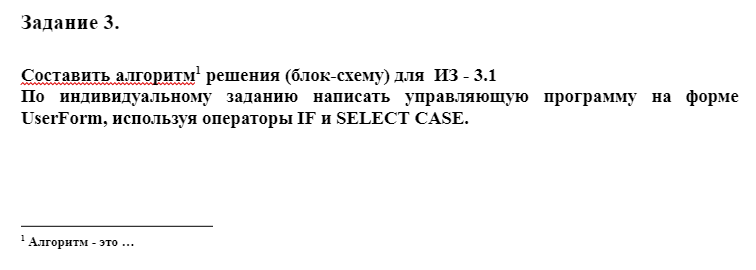 Задание 3.
Составить алгоритм1 решения (блок-схему) для ИЗ - 3.1
По индивидуальному заданию написать управляющую программу на форме
UserForm, используя операторы IF и SELECT CASE.
1 Алгоритм - это …